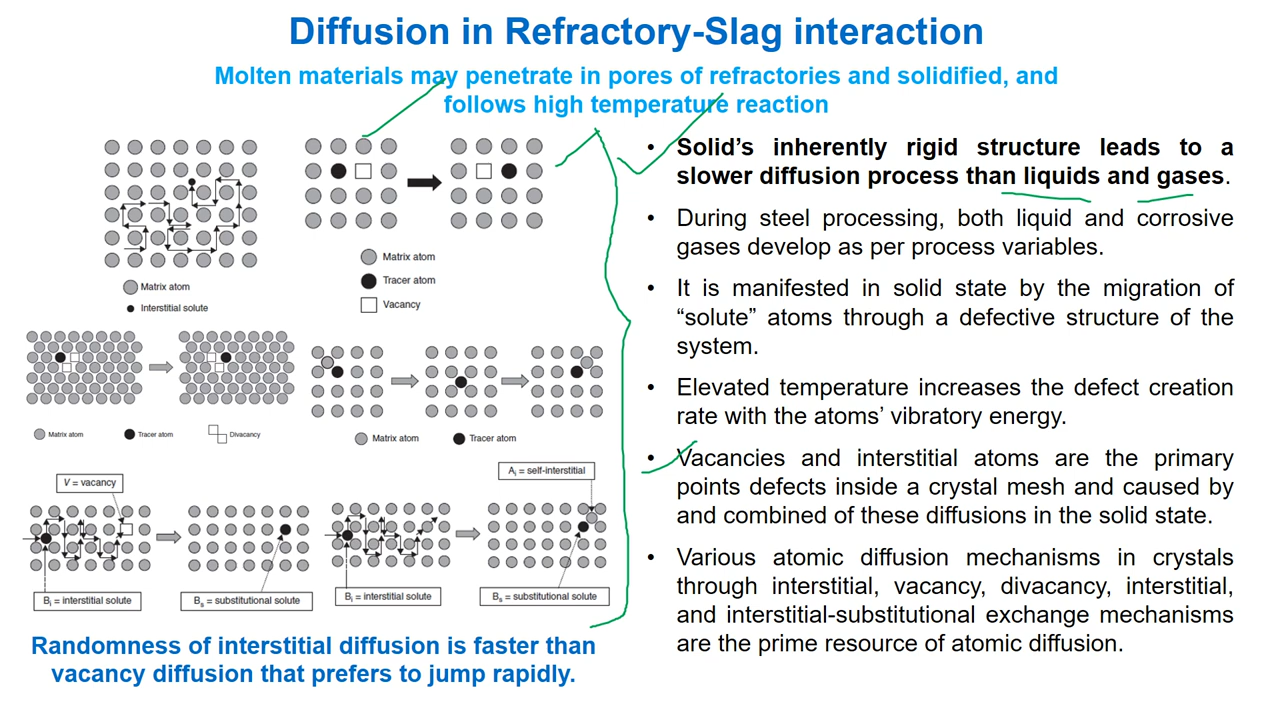 Diffusion in Refractory-Slag interaction
Molten materials may penetrate in pores of refractories and solidified, and
follows high temperature reaction
Matrix atom
Interstitial solute
Matrix atom
Tracer atom
Vacancy
Matrix atom
Tracer atom
Divacancy
Matrix atom
Tracer atom
V = vacancy
Bi = interstitial solute
Bs = substitutional solute
Ai = self-interstitial
Bi = interstitial solute
Bs = substitutional solute
Randomness of interstitial diffusion is faster than
vacancy diffusion that prefers to jump rapidly.
• Solid's inherently rigid structure leads to a
slower diffusion process than liquids and gases.
• During steel processing, both liquid and corrosive
gases develop as per process variables.
• It is manifested in solid state by the migration of
“solute” atoms through a defective structure of the
system.
• Elevated temperature increases the defect creation
rate with the atoms’ vibratory energy.
• Vacancies and interstitial atoms are the primary
points defects inside a crystal mesh and caused by
and combined of these diffusions in the solid state.
• Various atomic diffusion mechanisms in crystals
through interstitial, vacancy, divacancy, interstitial,
and interstitial-substitutional exchange mechanisms
are the prime resource of atomic diffusion.